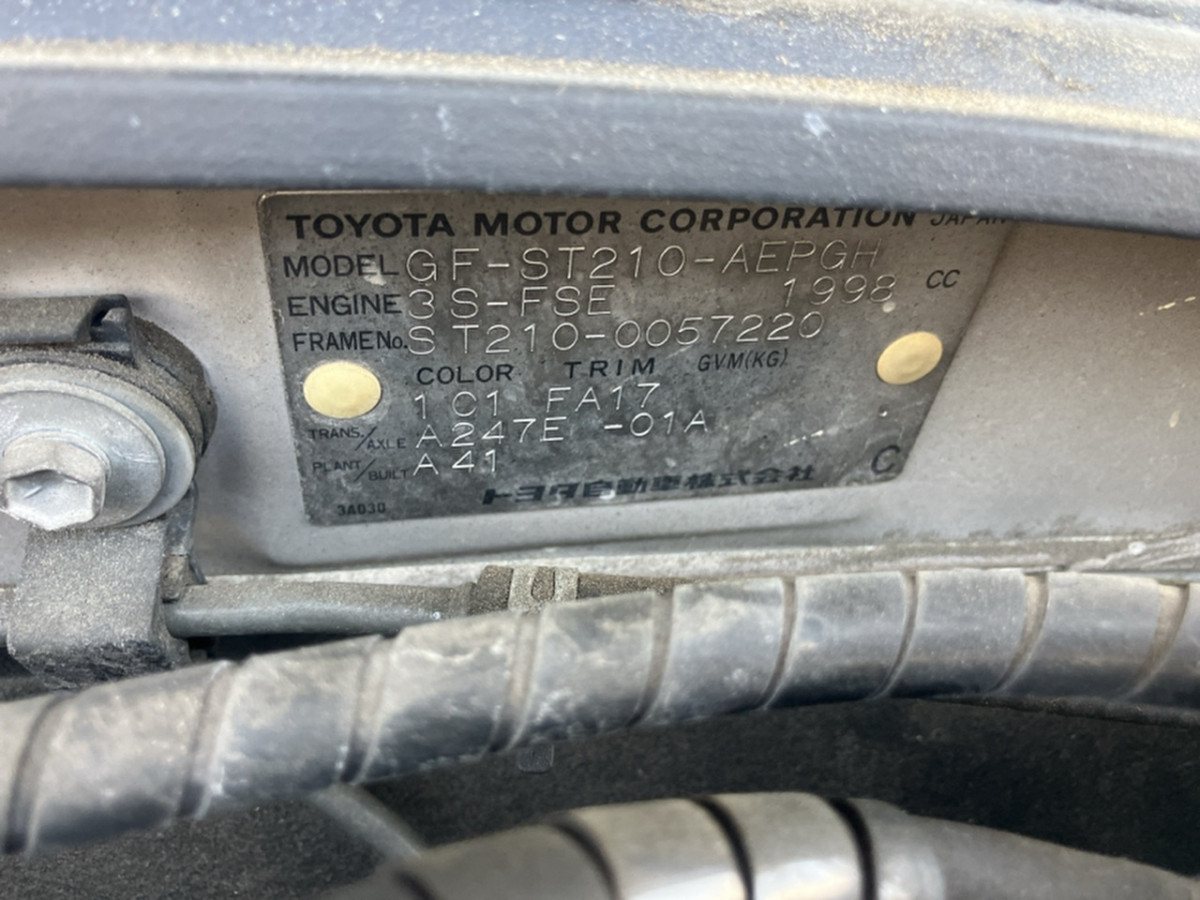 TOYOTA MOTOR CORPORATION JAPAN
MODEL GF-ST210-AEPGH
ENGINE 3S-FSE 1998 CC
FRAME No. ST210-0057220
COLOR TRIM GVM(KG)
1C1 FA17
TRANS./AXLE A247E -01A
PLANT/BUILT A41
トヨタ自動車株式会社 C
3A030